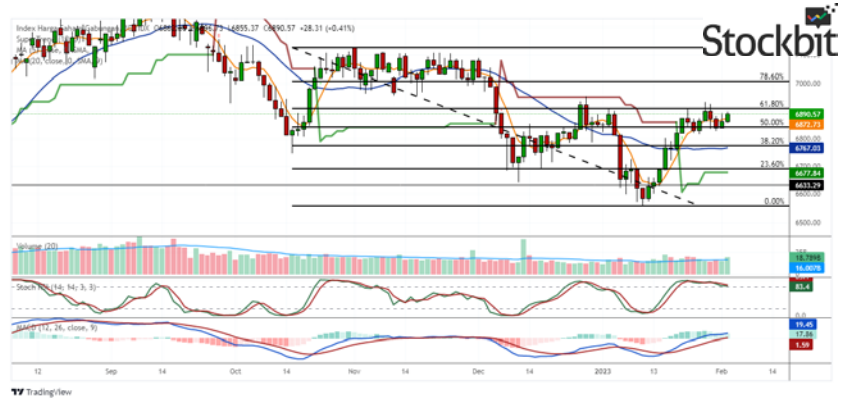 Stockbit
Index Harga Saham Gabungan
6855.37
6890.57 +28.31 (+0.41%)
78.60%
7000.00
61.80%
6890.57
50.00%
6872.73
6800.00
38.20%
6767.03
23.60%
6677.84
6633.29
0.00%
6500.00
Volume (20)
18.789B
16.007B
Stoch RSI (14, 14, 3, 3)
83.4
0.0
MACD (12, 26, close, 9)
19.45
17.86
1.59
12 Sep 14 Oct 14 Nov 14 Dec 14 2023 13 Feb 14
TradingView